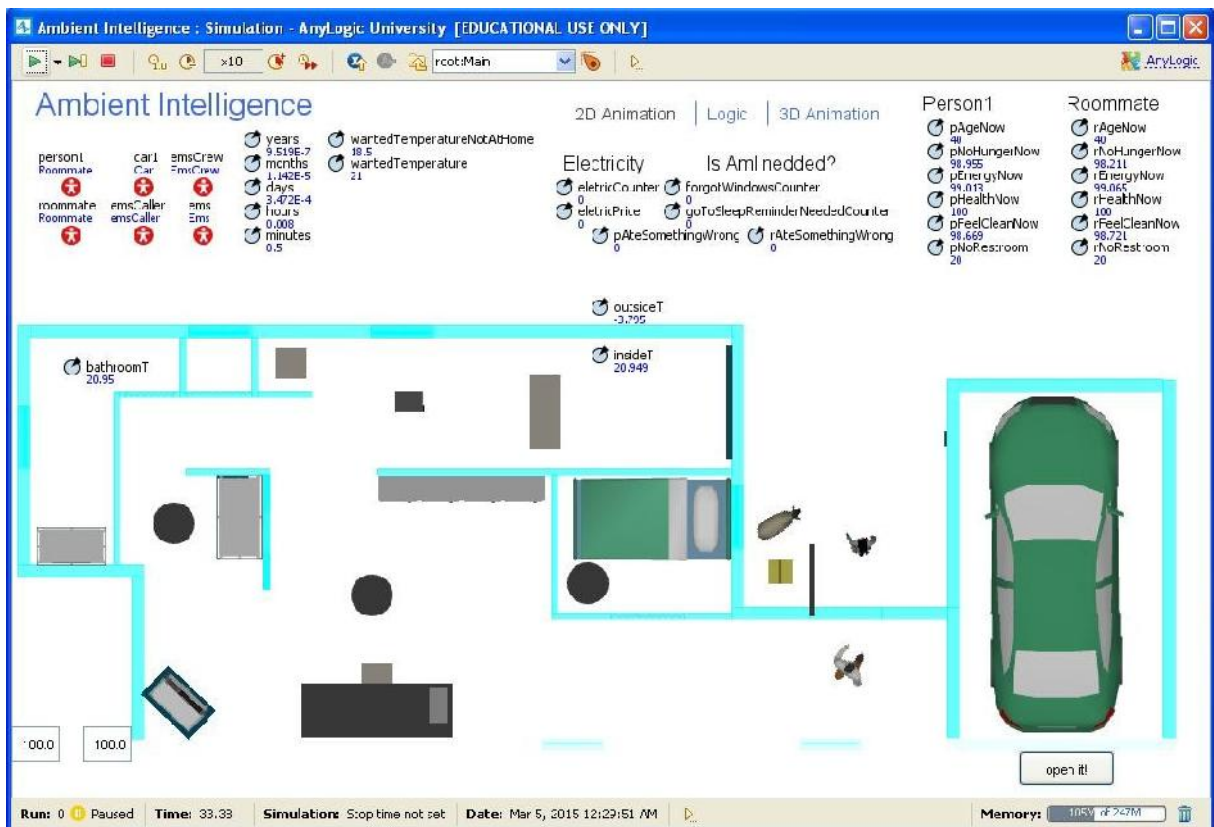 Ambient Intelligence : Simulation - AnyLogic University [EDUCATIONAL USE ONLY]
x10
root:Main
AnyLogic
Ambient Intelligence
2D Animation | Logic | 3D Animation
person1
Roommate
car1
Car
emsCrew
EmsCrew
roommate
Roommate
emsCaller
emsCaller
ems
Ems
years
9.519E-7
months
1.142E-5
days
3.472E-4
hours
0.008
minutes
0.5
wantedTemperatureNotAtHome
18.5
wantedTemperature
21
Electricity
eletricCounter
0
eletricPrice
0
Is AmI nedded?
forgotWindowsCounter
0
goToSleepReminderNeededCounter
0
pAteSomethingWrong
0
rAteSomethingWrong
0
Person1
pAgeNow
40
pNoHungerNow
98.955
pEnergyNow
99.013
pHealthNow
100
pFeelCleanNow
98.669
pNoRestroom
20
Roommate
rAgeNow
40
rNoHungerNow
98.211
rEnergyNow
99.065
rHealthNow
100
rFeelCleanNow
98.721
rNoRestroom
20
outsideT
-3.795
insideT
20.949
bathroomT
20.95
100.0
100.0
open it!
Run: 0 Paused
Time: 33.33
Simulation: Stop time not set
Date: Mar 5, 2015 12:29:51 AM
Memory:
of 247M